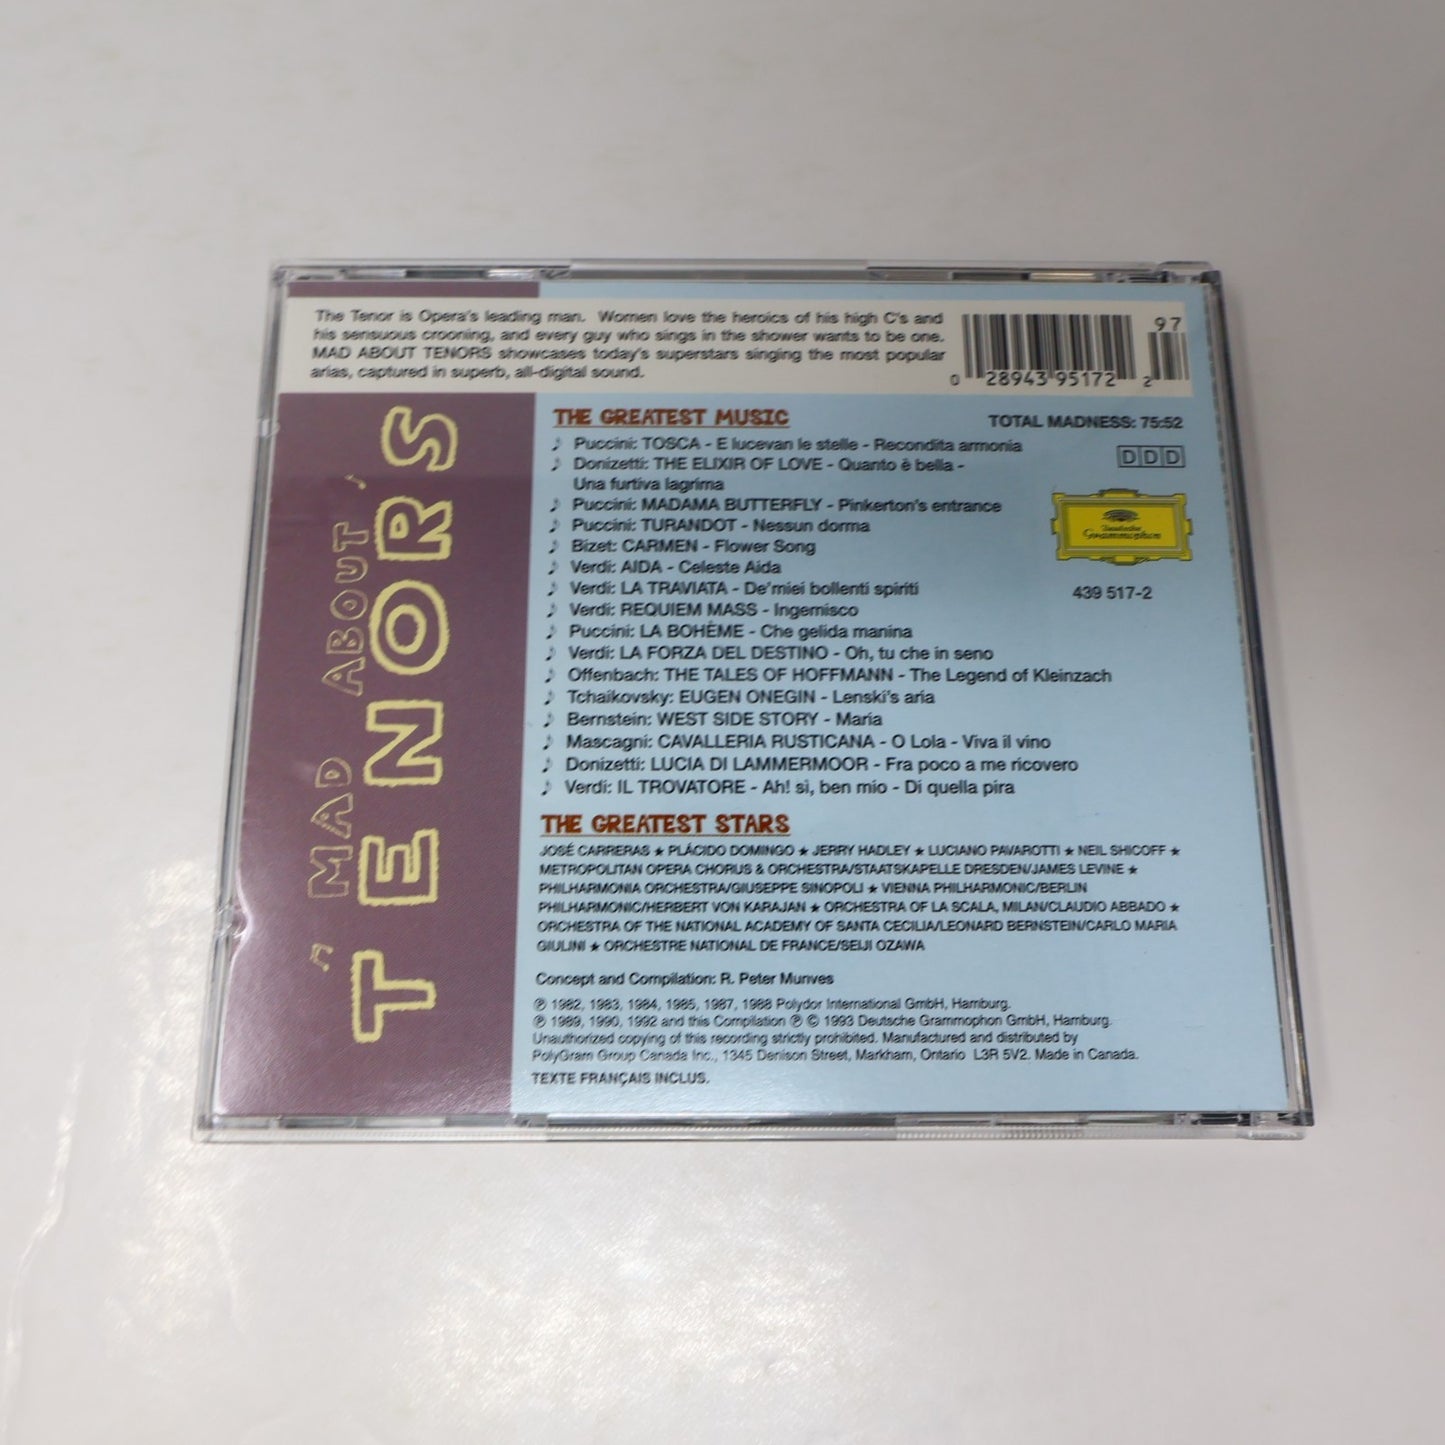 The Tenor is Opera's leading man. Women love the heroics of his high C's and
his sensuous crooning, and every guy who sings in the shower wants to be one.
MAD ABOUT TENORS showcases today's superstars singing the most popular
arias, captured in superb, all-digital sound.
97
0 28943 95172 2
MAD ABOUT
TENORS
THE GREATEST MUSIC
TOTAL MADNESS: 75:52
DDD
Deutsche
Grammophon
439 517-2
♪ Puccini: TOSCA - E lucevan le stelle - Recondita armonia
♪ Donizetti: THE ELIXIR OF LOVE - Quanto è bella -
Una furtiva lagrima
♪ Puccini: MADAMA BUTTERFLY - Pinkerton's entrance
♪ Puccini: TURANDOT - Nessun dorma
♪ Bizet: CARMEN - Flower Song
♪ Verdi: AIDA - Celeste Aida
♪ Verdi: LA TRAVIATA - De'miei bollenti spiriti
♪ Verdi: REQUIEM MASS - Ingemisco
♪ Puccini: LA BOHÈME - Che gelida manina
♪ Verdi: LA FORZA DEL DESTINO - Oh, tu che in seno
♪ Offenbach: THE TALES OF HOFFMANN - The Legend of Kleinzach
♪ Tchaikovsky: EUGEN ONEGIN - Lenski's aria
♪ Bernstein: WEST SIDE STORY - Maria
♪ Mascagni: CAVALLERIA RUSTICANA - O Lola - Viva il vino
♪ Donizetti: LUCIA DI LAMMERMOOR - Fra poco a me ricovero
♪ Verdi: IL TROVATORE - Ah! sì, ben mio - Di quella pira
THE GREATEST STARS
JOSÉ CARRERAS ★ PLÁCIDO DOMINGO ★ JERRY HADLEY ★ LUCIANO PAVAROTTI ★ NEIL SHICOFF ★
METROPOLITAN OPERA CHORUS & ORCHESTRA/STAATSKAPELLE DRESDEN/JAMES LEVINE ★
PHILHARMONIA ORCHESTRA/GIUSEPPE SINOPOLI ★ VIENNA PHILHARMONIC/BERLIN
PHILHARMONIC/HERBERT VON KARAJAN ★ ORCHESTRA OF LA SCALA, MILAN/CLAUDIO ABBADO ★
ORCHESTRA OF THE NATIONAL ACADEMY OF SANTA CECILIA/LEONARD BERNSTEIN/CARLO MARIA
GIULINI ★ ORCHESTRE NATIONAL DE FRANCE/SEIJI OZAWA
Concept and Compilation: R. Peter Munves
℗ 1982, 1983, 1984, 1985, 1987, 1988 Polydor International GmbH, Hamburg.
℗ 1989, 1990, 1992 and this Compilation ℗ © 1993 Deutsche Grammophon GmbH, Hamburg.
Unauthorized copying of this recording strictly prohibited. Manufactured and distributed by
PolyGram Group Canada Inc., 1345 Denison Street, Markham, Ontario L3R 5V2. Made in Canada.
TEXTE FRANÇAIS INCLUS.